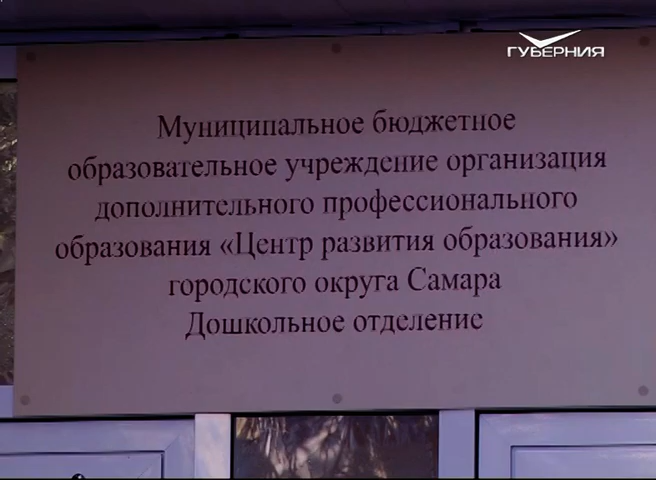 ГУБЕРНИЯ
Муниципальное бюджетное
образовательное учреждение организация
дополнительного профессионального
образования «Центр развития образования»
городского округа Самара
Дошкольное отделение